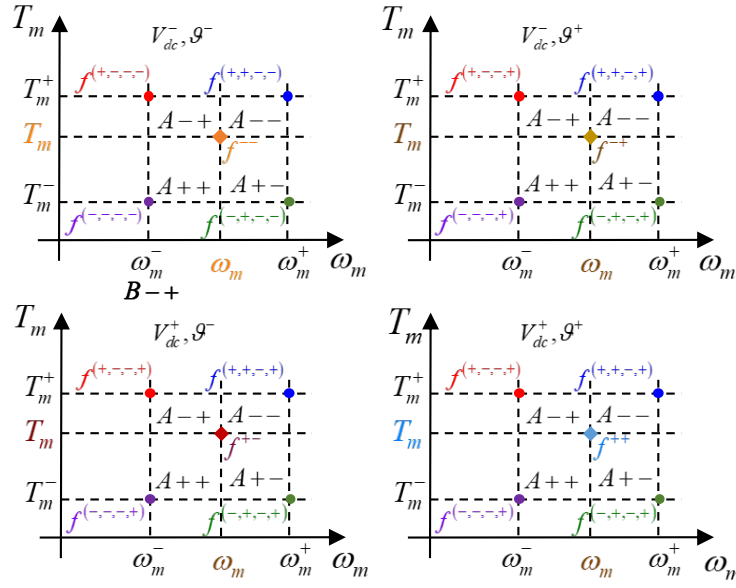 T_m
V_dc^-, ϑ^-
f^(+,-,-,-) f^(+,+,-,-)
T_m^+
A-+ A--
T_m
f^--
T_m^-
A++ A+-
f^(-,-,-,-) f^(-,+,-,-)
ω_m^- ω_m ω_m^+ ω_m
B-+
T_m
V_dc^-, ϑ^+
f^(+,-,-,+) f^(+,+,-,+)
T_m^+
A-+ A--
T_m
f^-+
T_m^-
A++ A+-
f^(-,-,-,+) f^(-,+,-,+)
ω_m^- ω_m ω_m^+ ω_m
T_m
V_dc^+, ϑ^-
f^(+,-,-,+) f^(+,+,-,+)
T_m^+
A-+ A--
T_m
f^+-
T_m^-
A++ A+-
f^(-,-,-,+) f^(-,+,-,+)
ω_m^- ω_m ω_m^+ ω_m
T_m
V_dc^+, ϑ^+
f^(+,-,-,+) f^(+,+,-,+)
T_m^+
A-+ A--
T_m
f^++
T_m^-
A++ A+-
f^(-,-,-,+) f^(-,+,-,+)
ω_m^- ω_m ω_m^+ ω_m